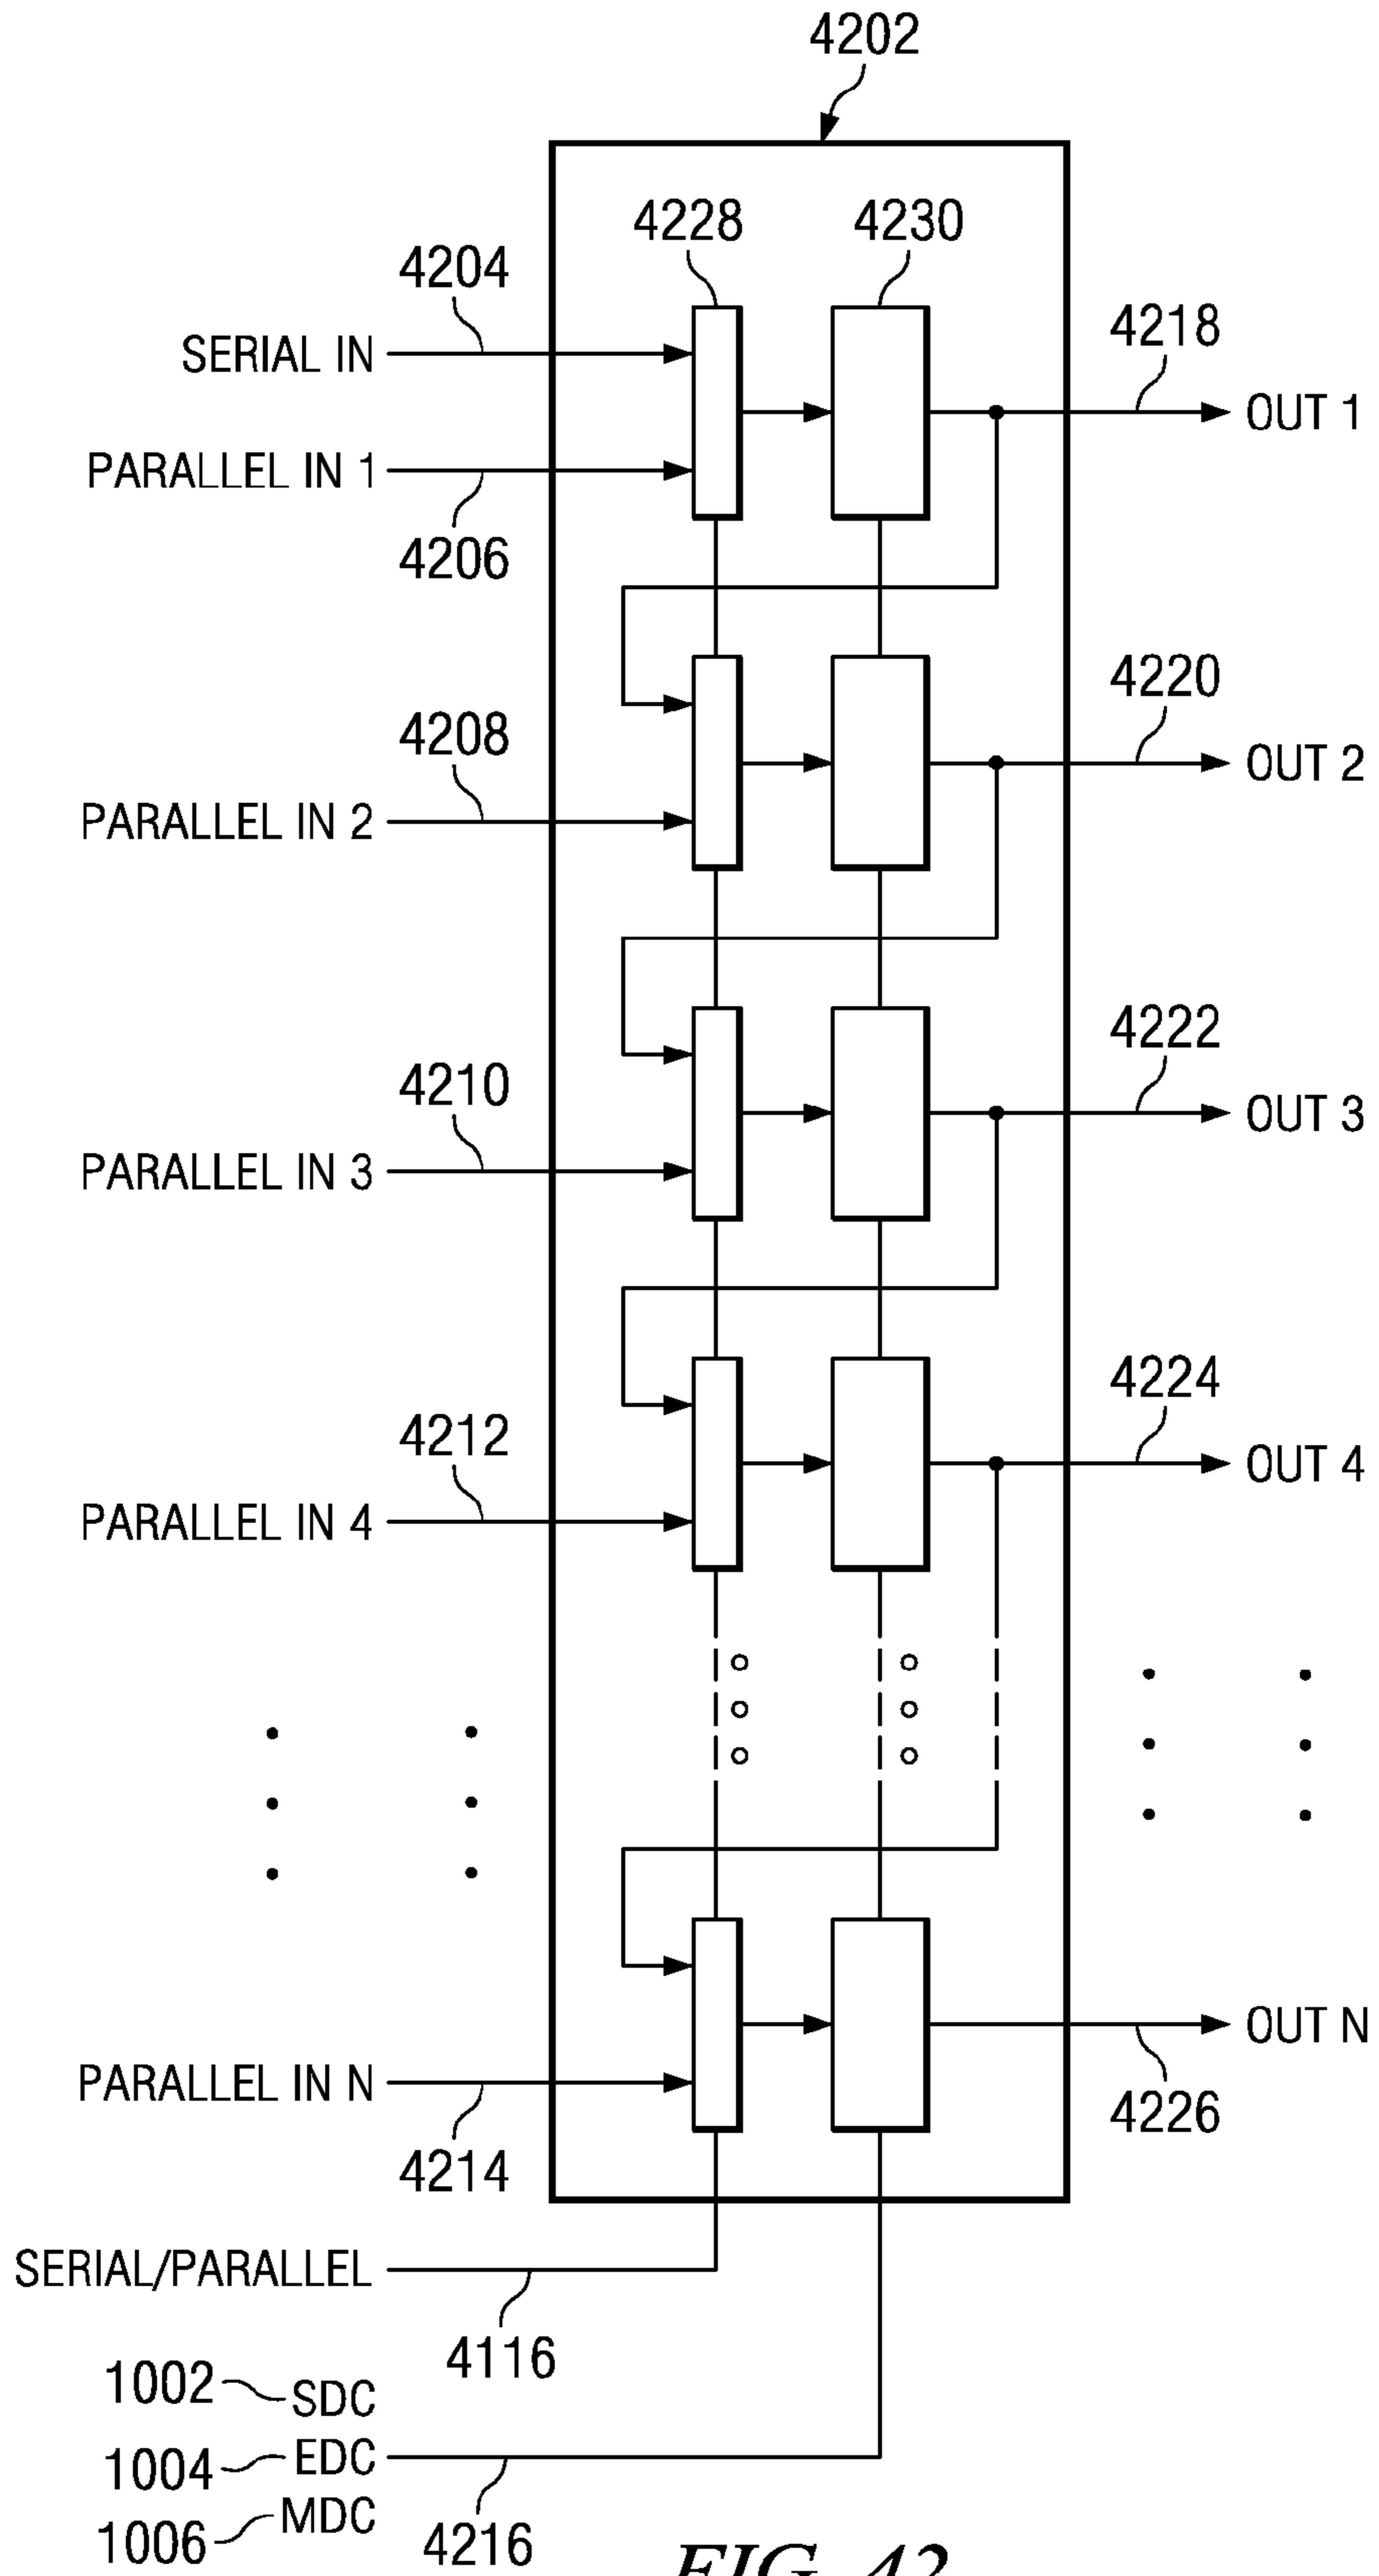 4202
4228 4230
4204
SERIAL IN
4218
OUT 1
PARALLEL IN 1
4206
4220
4208
OUT 2
PARALLEL IN 2
4222
4210
OUT 3
PARALLEL IN 3
4224
4212
OUT 4
PARALLEL IN 4
OUT N
PARALLEL IN N
4226
4214
SERIAL/PARALLEL
4116
1002 SDC
1004 EDC
1006 MDC
4216
FIG. 42